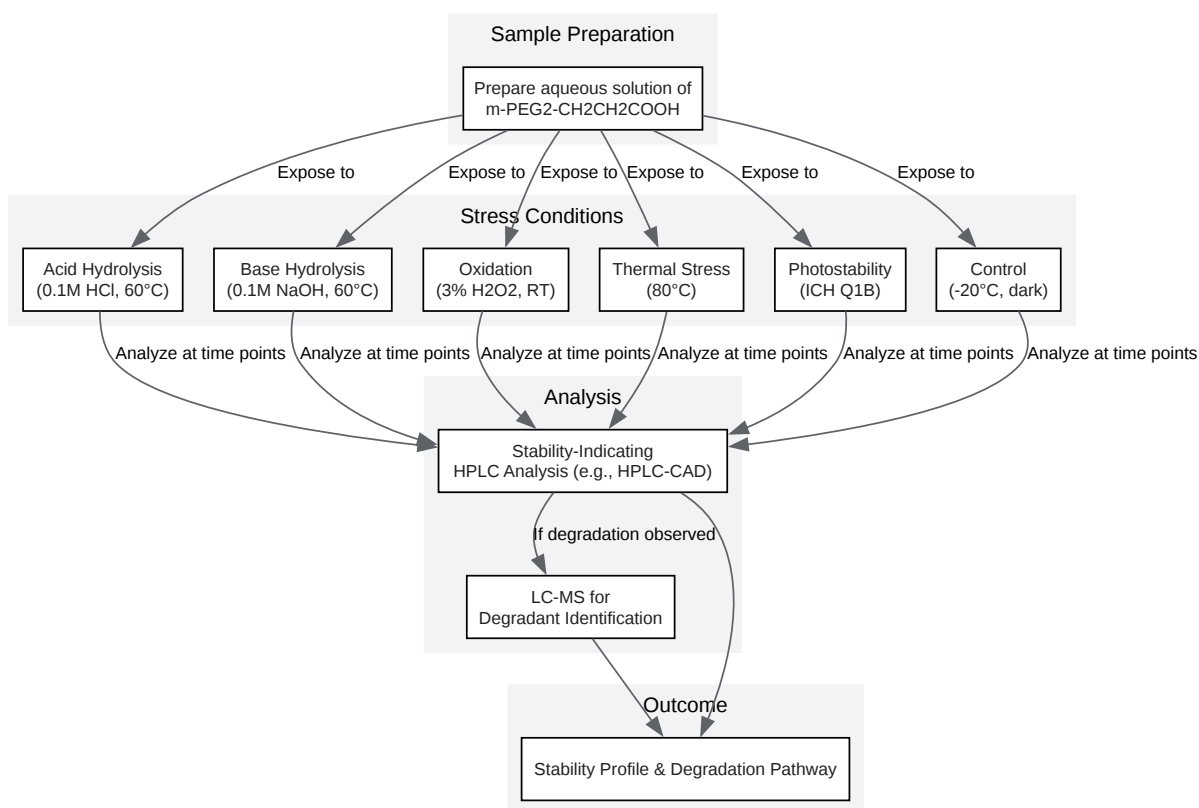 Sample Preparation
Prepare aqueous solution of
m-PEG2-CH2CH2COOH
Expose to
Expose to
Expose to
Expose to
Expose to
Expose to
Stress Conditions
Acid Hydrolysis
(0.1M HCl, 60°C)
Base Hydrolysis
(0.1M NaOH, 60°C)
Oxidation
(3% H2O2, RT)
Thermal Stress
(80°C)
Photostability
(ICH Q1B)
Control
(-20°C, dark)
Analyze at time points
Analyze at time points
Analyze at time points
Analyze at time points
Analyze at time points
Analyze at time points
Analysis
Stability-Indicating
HPLC Analysis (e.g., HPLC-CAD)
If degradation observed
LC-MS for
Degradant Identification
Outcome
Stability Profile & Degradation Pathway